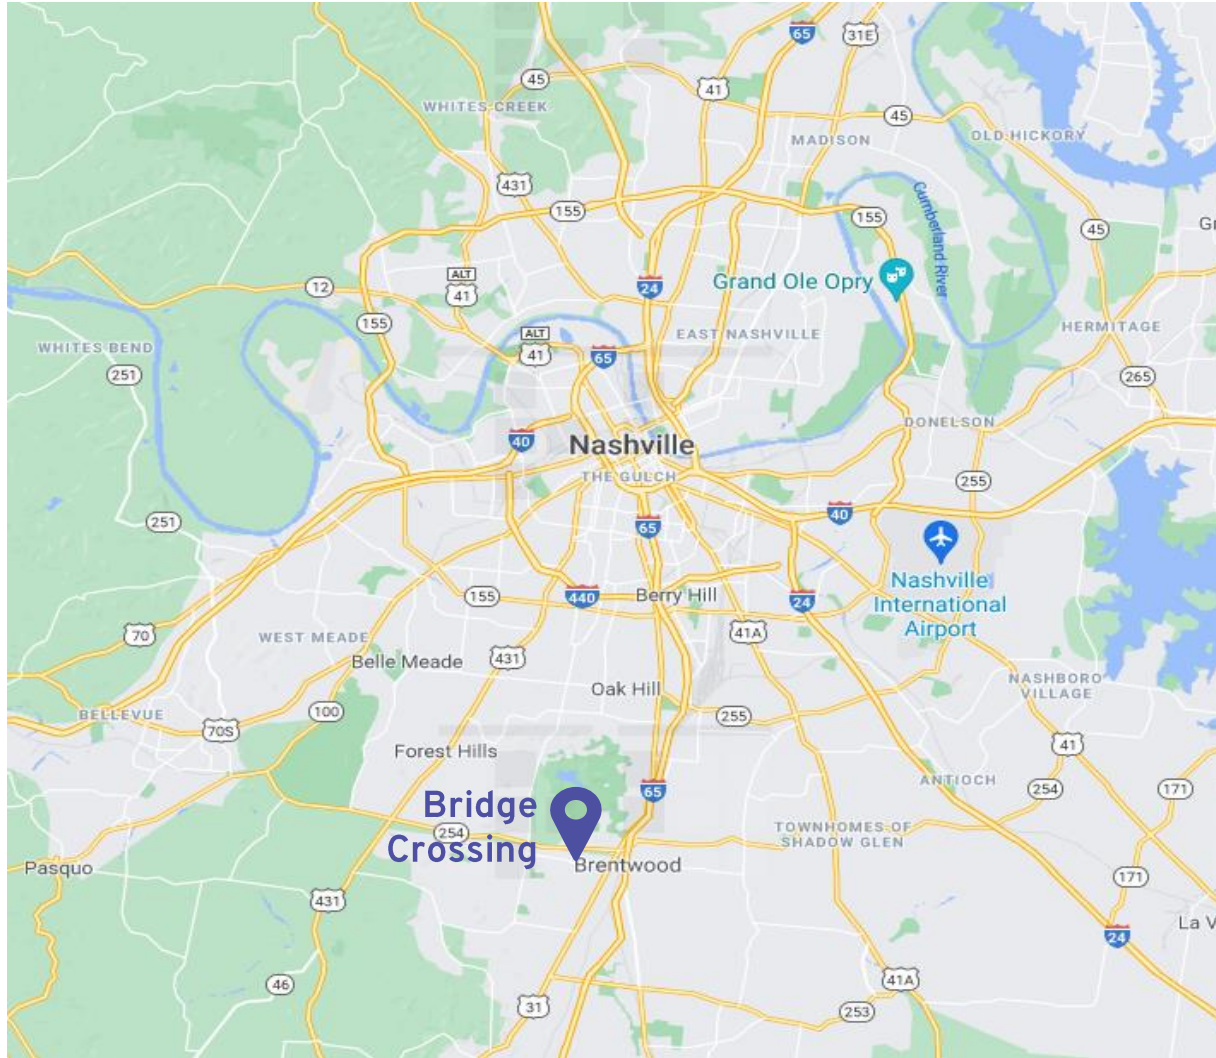 65
31E
45
41
WHITES CREEK
45
MADISON
OLD HICKORY
431
155
155
45
Cumberland River
ALT
41
24
Grand Ole Opry
12
155
EAST NASHVILLE
HERMITAGE
ALT
41
65
WHITES BEND
251
265
DONELSON
40
Nashville
THE GULCH
255
251
65
40
Nashville
International
Airport
440
Berry Hill
155
24
41A
70
WEST MEADE
Belle Meade
431
Oak Hill
NASHBORO
VILLAGE
BELLEVUE
70S
100
255
41
Forest Hills
65
ANTIOCH
254
171
Bridge
Crossing
254
TOWNHOMES OF
SHADOW GLEN
Brentwood
Pasquo
171
431
La V
24
46
41A
31
253